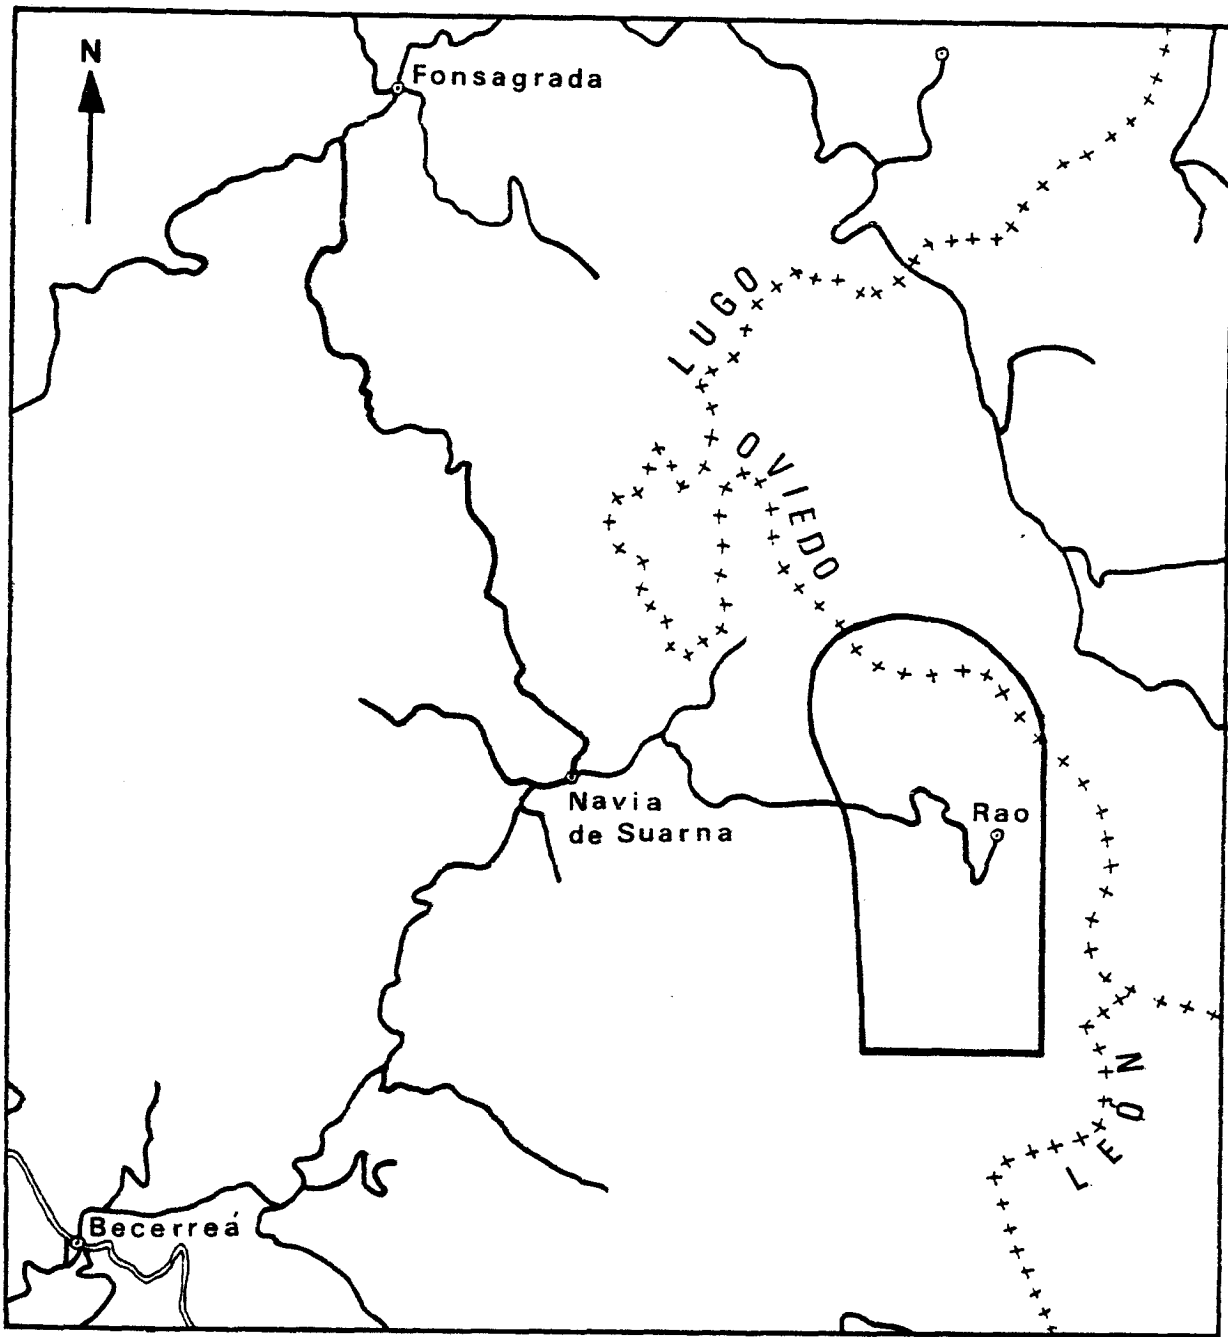 N
Fonsagrada
LUGO
OVIEDO
Navia
de Suarna
Rao
LEÓN
Becerreá